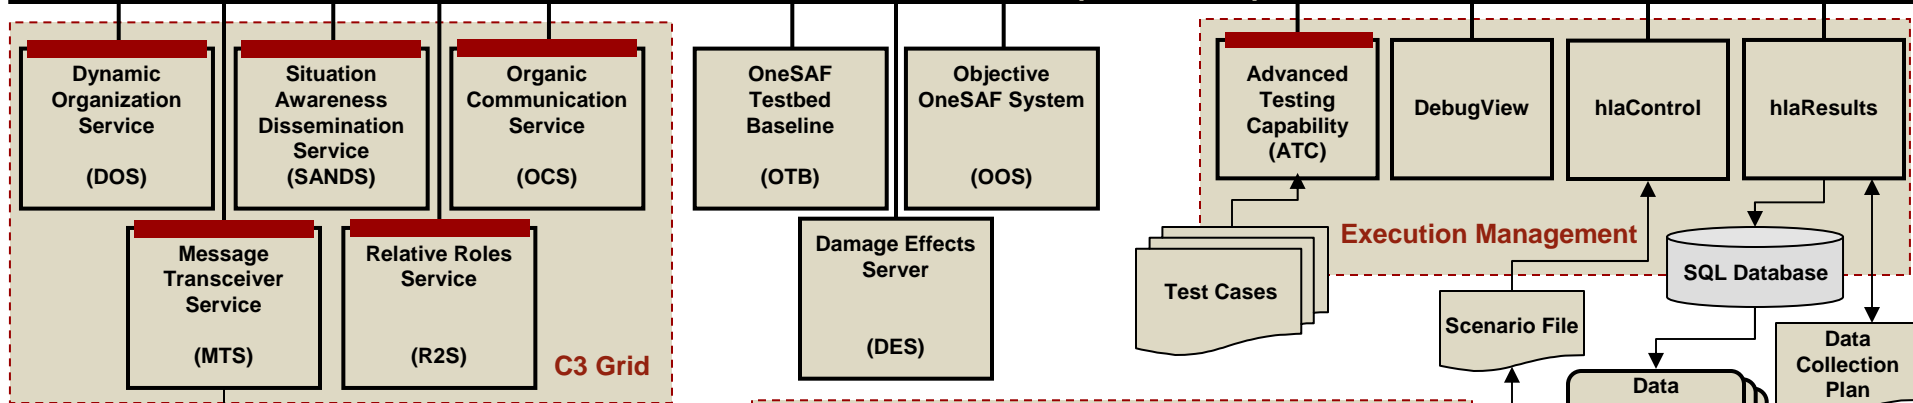 Dynamic
Organization
Service
(DOS)
Situation
Awareness
Dissemination
Service
(SANDS)
Organic
Communication
Service
(OCS)
Message
Transceiver
Service
(MTS)
Relative Roles
Service
(R2S)
C3 Grid
OneSAF
Testbed
Baseline
(OTB)
Objective
OneSAF System
(OOS)
Damage Effects
Server
(DES)
Advanced
Testing
Capability
(ATC)
DebugView
hlaControl
hlaResults
Execution Management
Test Cases
SQL Database
Scenario File
Data
Data
Collection
Plan